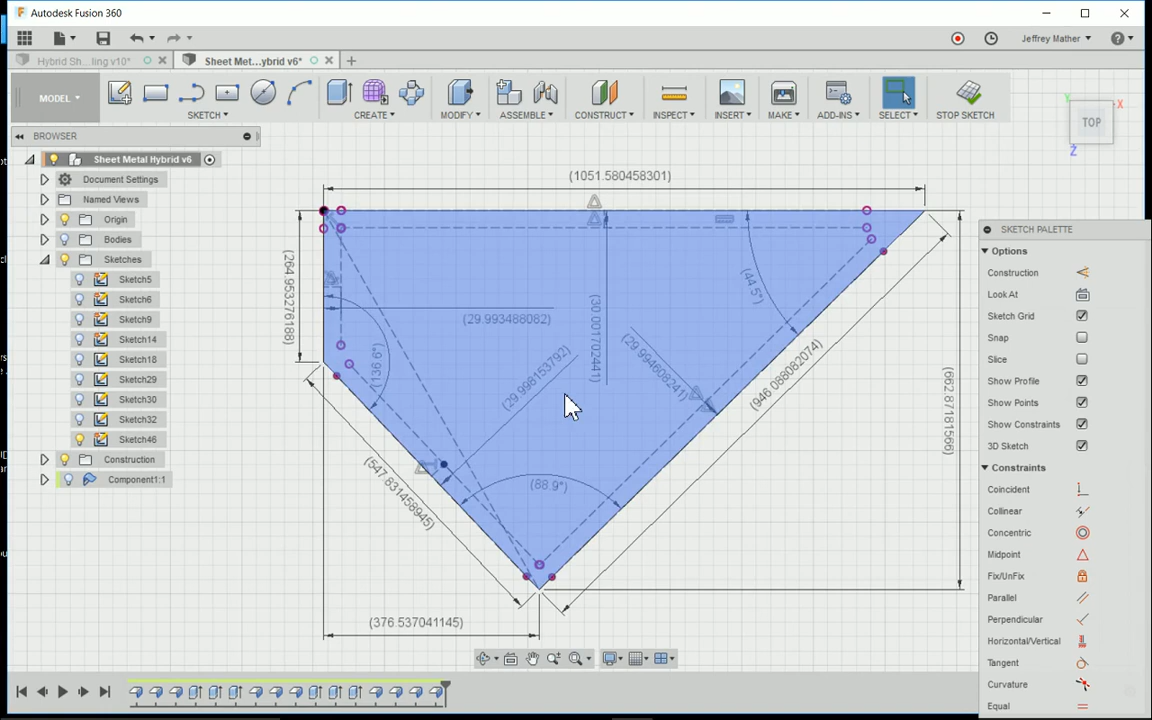 Autodesk Fusion 360
Jeffrey Mather
Hybrid Sh...ling v10*
Sheet Met...ybrid v6*
MODEL
SKETCH
CREATE
MODIFY
ASSEMBLE
CONSTRUCT
INSPECT
INSERT
MAKE
ADD-INS
SELECT
STOP SKETCH
BROWSER
Sheet Metal Hybrid v6
Document Settings
Named Views
Origin
Bodies
Sketches
Sketch5
Sketch6
Sketch9
Sketch14
Sketch18
Sketch29
Sketch30
Sketch32
Sketch46
Construction
Component1:1
TOP
X
Y
Z
(1051.580458301)
(264.953276188)
(29.993488082)
(30.001702441)
(44.5°)
(136.6°)
(29.998153792)
(29.994608241)
(946.088082074)
(662.87181566)
(547.831458945)
(88.9°)
(376.537041145)
SKETCH PALETTE
Options
Construction
Look At
Sketch Grid
Snap
Slice
Show Profile
Show Points
Show Constraints
3D Sketch
Constraints
Coincident
Collinear
Concentric
Midpoint
Fix/UnFix
Parallel
Perpendicular
Horizontal/Vertical
Tangent
Curvature
Equal